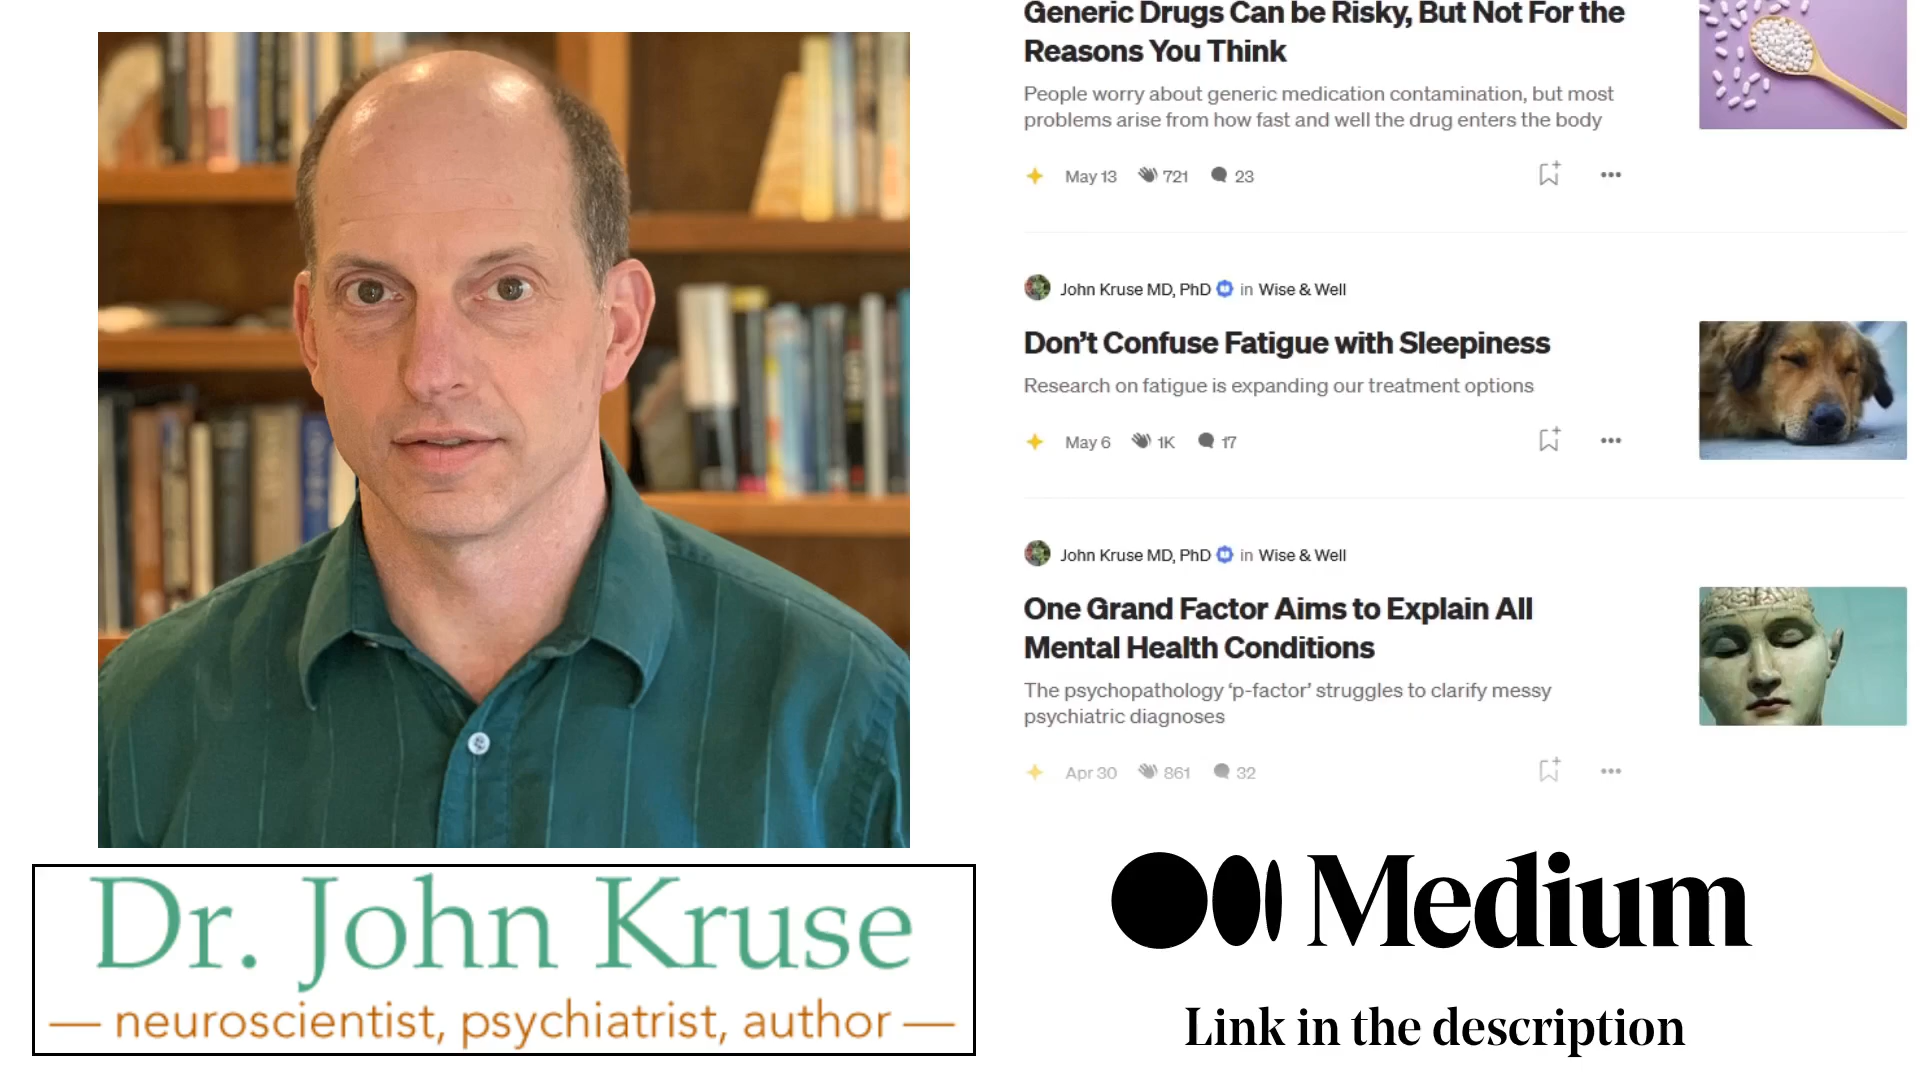 Generic Drugs Can be Risky, But Not For the
Reasons You Think
People worry about generic medication contamination, but most
problems arise from how fast and well the drug enters the body
May 13 721 23
John Kruse MD, PhD in Wise & Well
Don't Confuse Fatigue with Sleepiness
Research on fatigue is expanding our treatment options
May 6 1K 17
John Kruse MD, PhD in Wise & Well
One Grand Factor Aims to Explain All
Mental Health Conditions
The psychopathology ‘p-factor’ struggles to clarify messy
psychiatric diagnoses
Apr 30 861 32
Dr. John Kruse
— neuroscientist, psychiatrist, author —
Medium
Link in the description